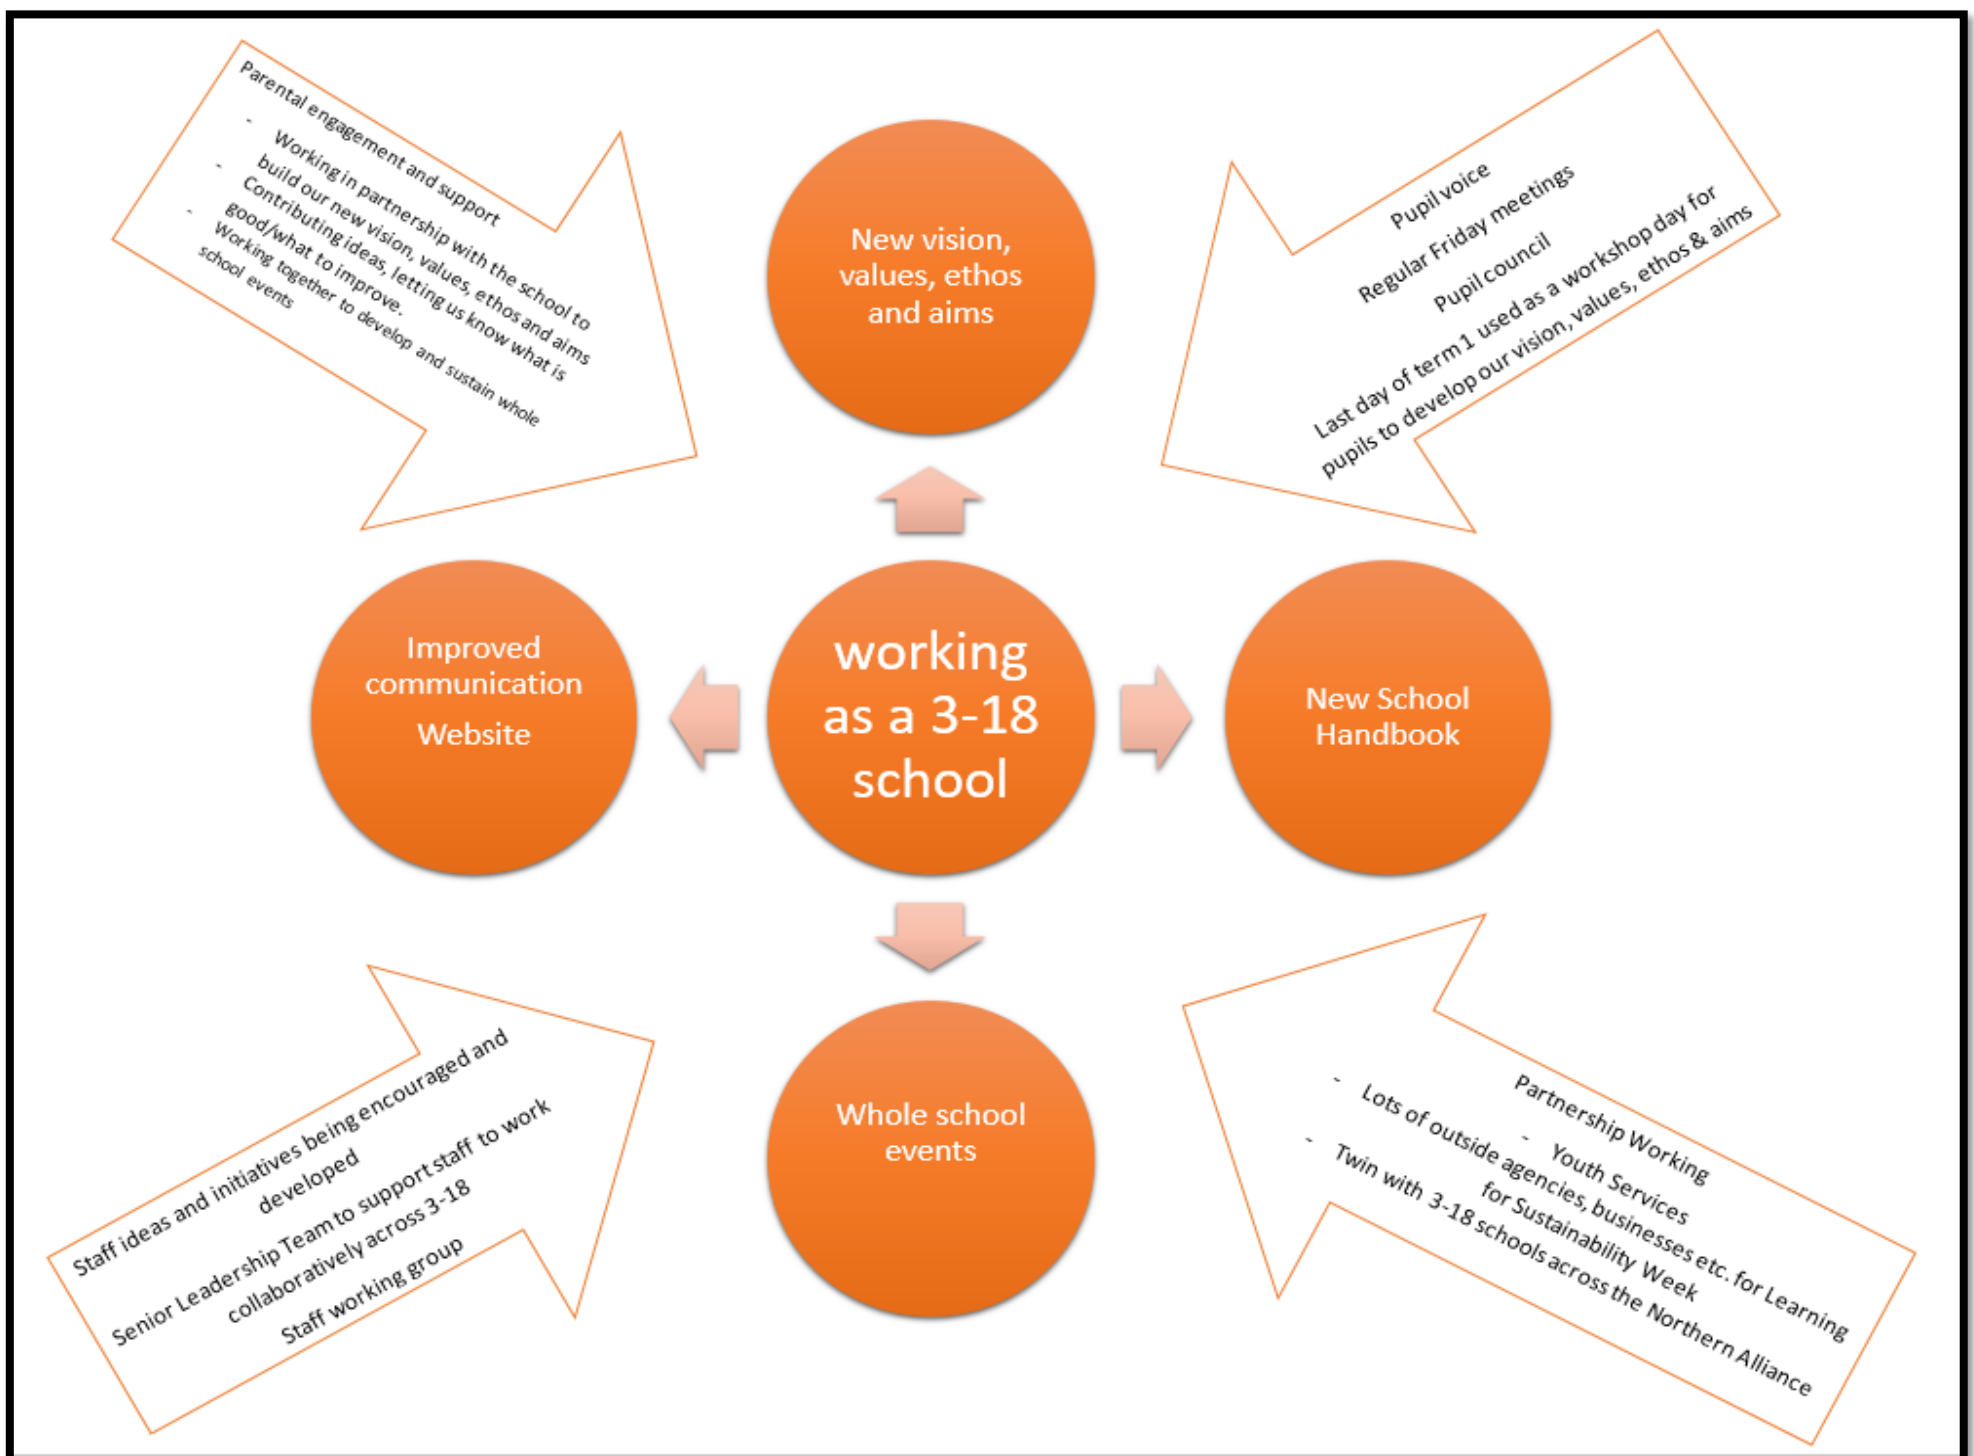 Parental engagement and support
- Working in partnership with the school to
build our new vision, values, ethos and aims
- Contributing ideas, letting us know what is
good/what to improve.
- Working together to develop and sustain whole
school events
New vision,
values, ethos
and aims
Pupil voice
Regular Friday meetings
Pupil council
Last day of term 1 used as a workshop day for
pupils to develop our vision, values, ethos & aims
Improved
communication
Website
working
as a 3-18
school
New School
Handbook
Staff ideas and initiatives being encouraged and
developed
Senior Leadership Team to support staff to work
collaboratively across 3-18
Staff working group
Whole school
events
Partnership Working
- Youth Services
- Lots of outside agencies, businesses etc. for Learning
for Sustainability Week
- Twin with 3-18 schools across the Northern Alliance